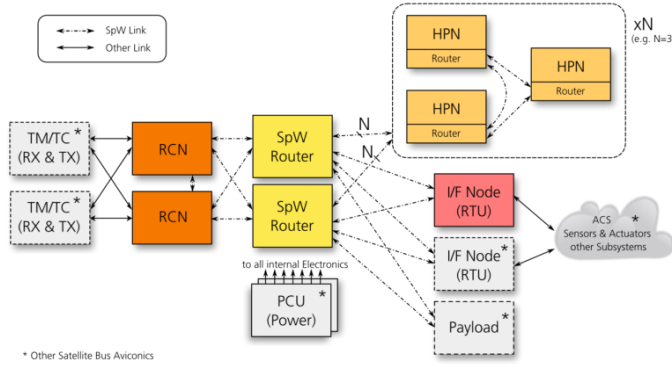 SpW Link
Other Link
xN
(e.g. N=3
HPN
Router
HPN
Router
HPN
Router
TM/TC *
(RX & TX)
RCN
SpW
Router
N
TM/TC *
(RX & TX)
RCN
SpW
Router
N
I/F Node
(RTU)
ACS *
Sensors & Actuators
other Subsystems
I/F Node *
(RTU)
to all internal Electronics
PCU *
(Power)
Payload *
* Other Satellite Bus Aviconics